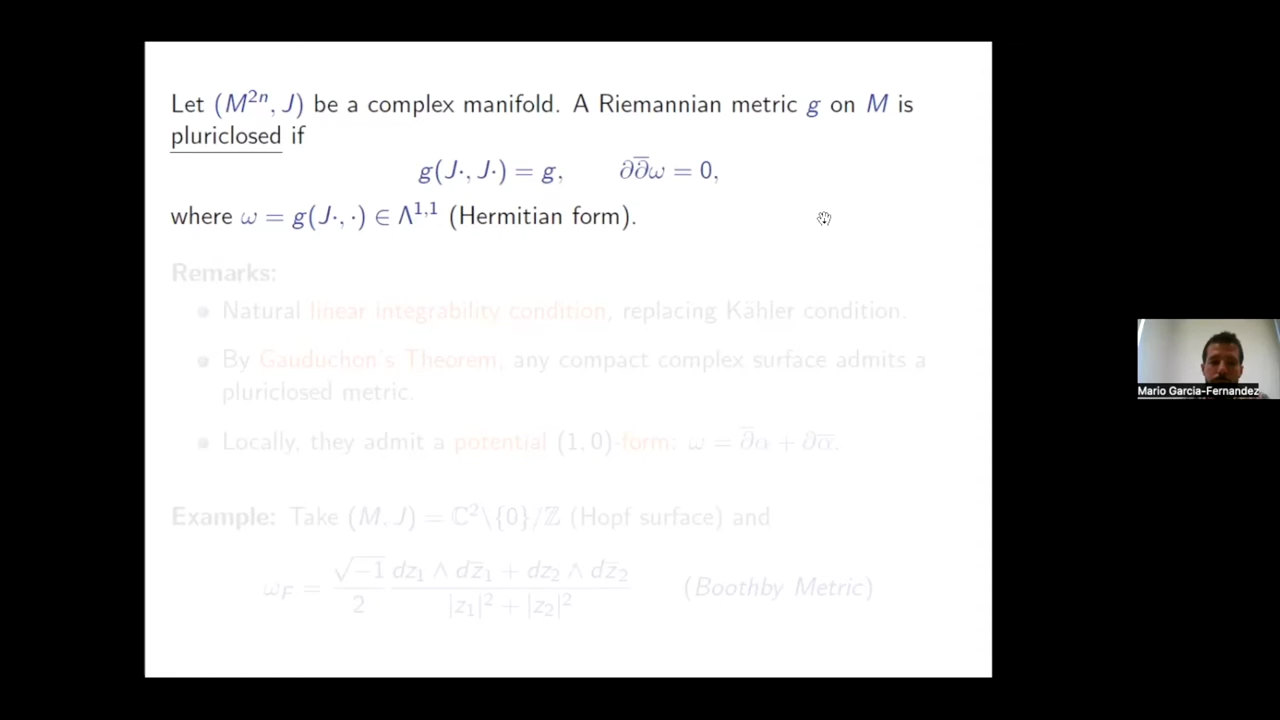 Let (M²ⁿ, J) be a complex manifold. A Riemannian metric g on M is
pluriclosed if
g(J·, J·) = g, ∂∂̅ω = 0,
where ω = g(J·, ·) ∈ Λ¹,¹ (Hermitian form).
Remarks:
Natural linear integrability condition, replacing Kähler condition.
By Gauduchon's Theorem, any compact complex surface admits a
pluriclosed metric.
Locally, they admit a potential (1, 0)-form: ω = ∂̅α + ∂α̅.
Example: Take (M, J) = ℂ²\{0}/ℤ (Hopf surface) and
ω_F = √−1/2 (dz₁ ∧ dz̅₁ + dz₂ ∧ dz̅₂)/(|z₁|² + |z₂|²) (Boothby Metric)
Mario Garcia-Fernandez